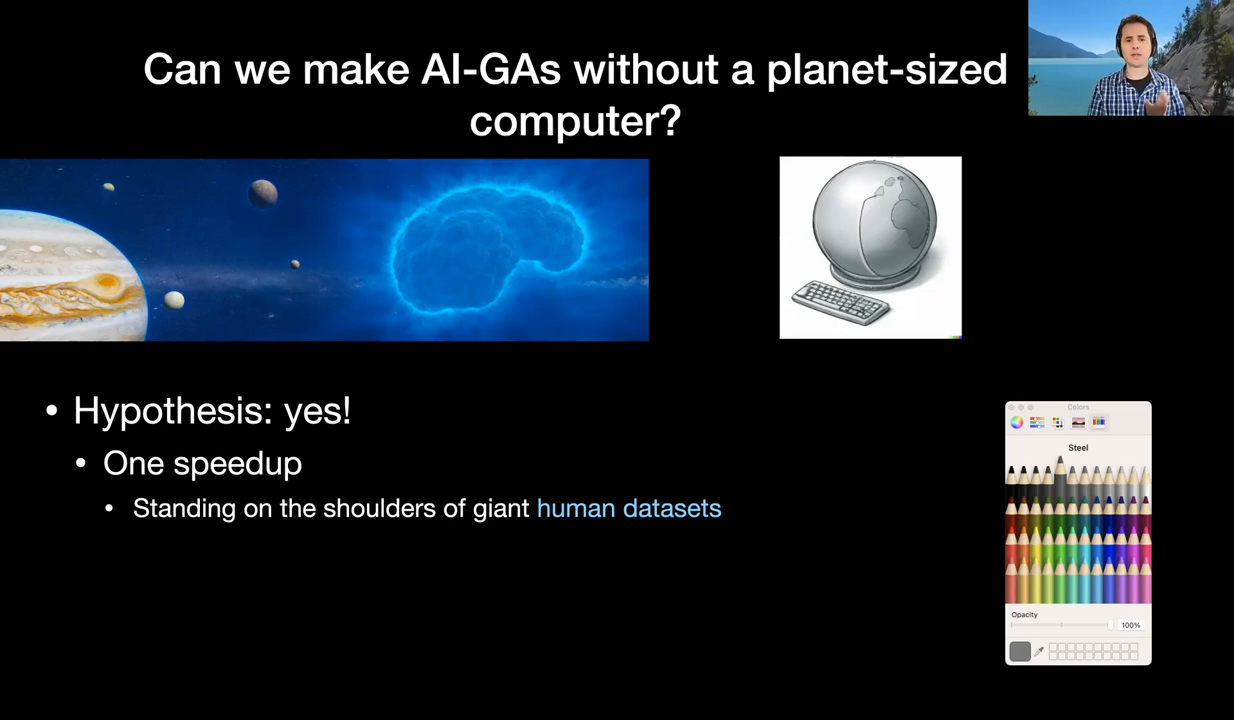 Can we make AI-GAs without a planet-sized
computer?
• Hypothesis: yes!
• One speedup
• Standing on the shoulders of giant human datasets
Colors
Steel
Opacity
100%